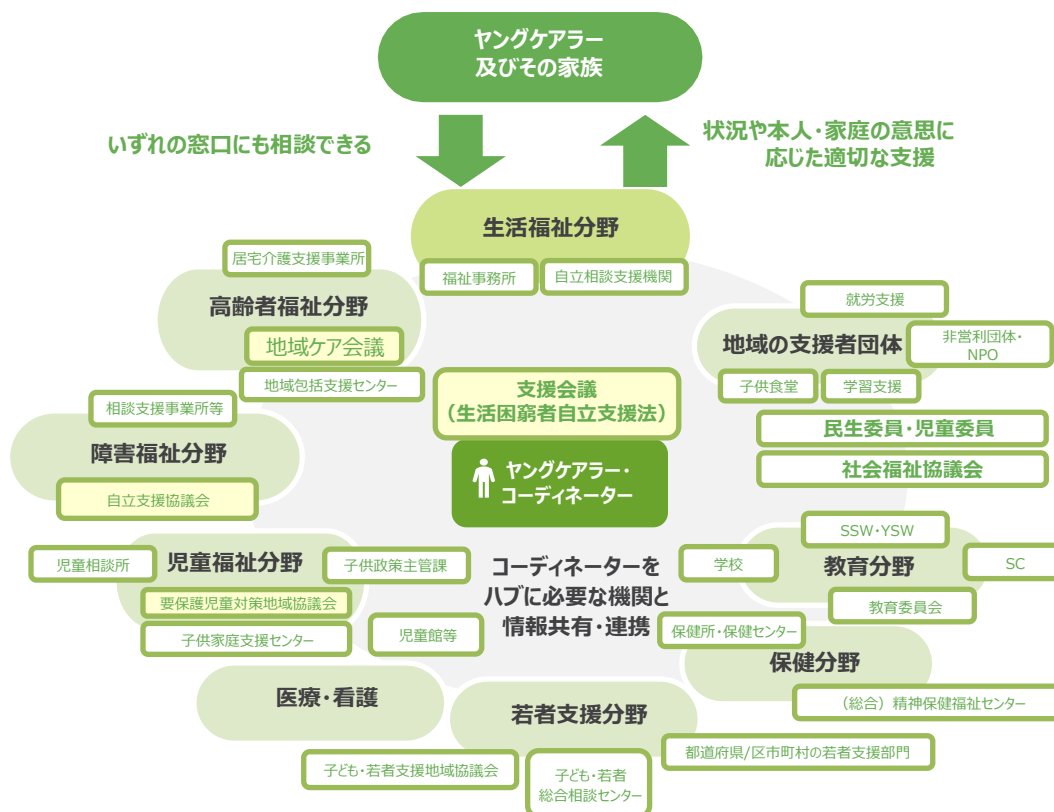 ヤングケアラー
及びその家族
いずれの窓口にも相談できる
状況や本人・家庭の意思に
応じた適切な支援
生活福祉分野
福祉事務所
自立相談支援機関
居宅介護支援事業所
高齢者福祉分野
地域ケア会議
地域包括支援センター
就労支援
地域の支援者団体
非営利団体・
NPO
子供食堂
学習支援
民生委員・児童委員
社会福祉協議会
支援会議
（生活困窮者自立支援法）
ヤングケアラー・
コーディネーター
相談支援事業所等
障害福祉分野
自立支援協議会
児童相談所
児童福祉分野
子供政策主管課
要保護児童対策地域協議会
子供家庭支援センター
児童館等
コーディネーターを
ハブに必要な機関と
情報共有・連携
SSW・YSW
学校
教育分野
SC
教育委員会
保健所・保健センター
保健分野
（総合）精神保健福祉センター
医療・看護
若者支援分野
子ども・若者支援地域協議会
子ども・若者
総合相談センター
都道府県/区市町村の若者支援部門